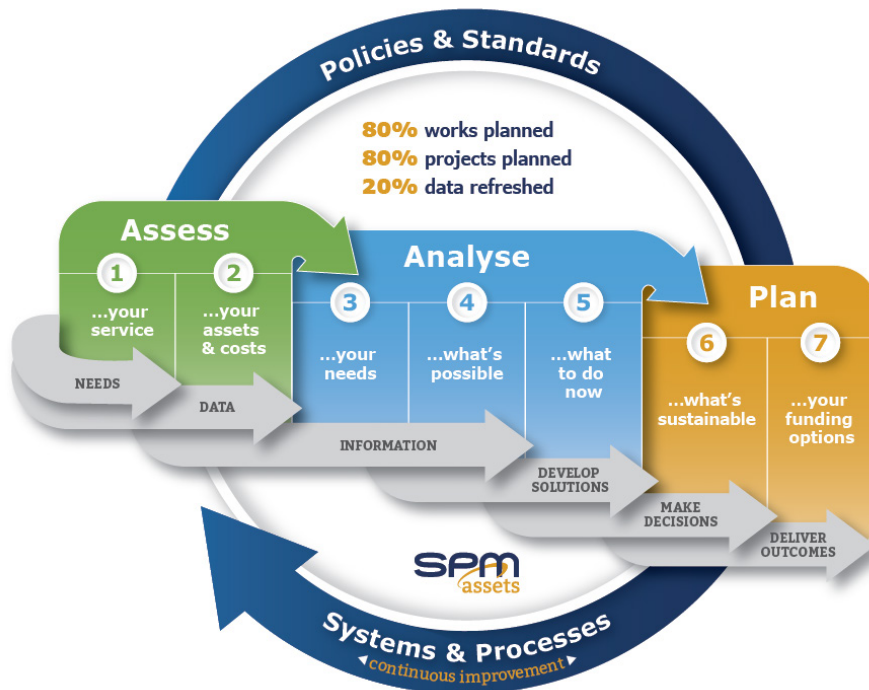 Policies & Standards
80% works planned
80% projects planned
20% data refreshed
Assess
1
...your
service
2
...your
assets
& costs
Analyse
3
...your
needs
4
...what's
possible
5
...what
to do
now
Plan
6
...what's
sustainable
7
...your
funding
options
NEEDS
DATA
INFORMATION
DEVELOP
SOLUTIONS
MAKE
DECISIONS
DELIVER
OUTCOMES
SPM
assets
Systems & Processes
continuous improvement